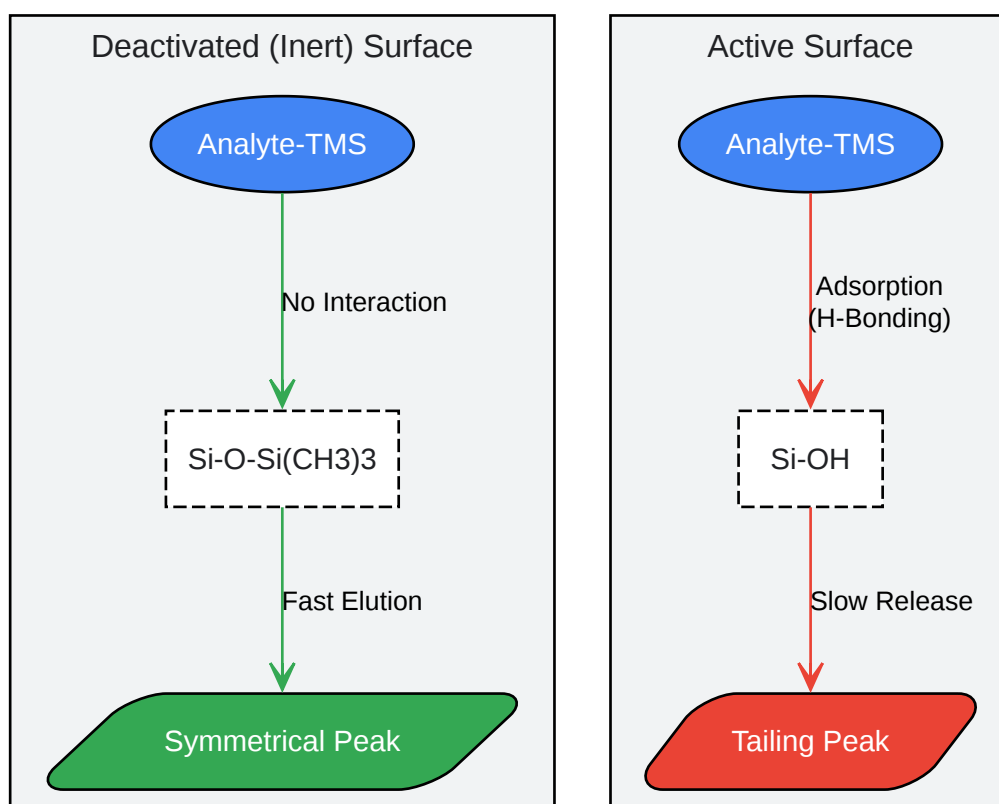 Deactivated (Inert) Surface
Analyte-TMS
No Interaction
Si-O-Si(CH3)3
Fast Elution
Symmetrical Peak
Active Surface
Analyte-TMS
Adsorption
(H-Bonding)
Si-OH
Slow Release
Tailing Peak